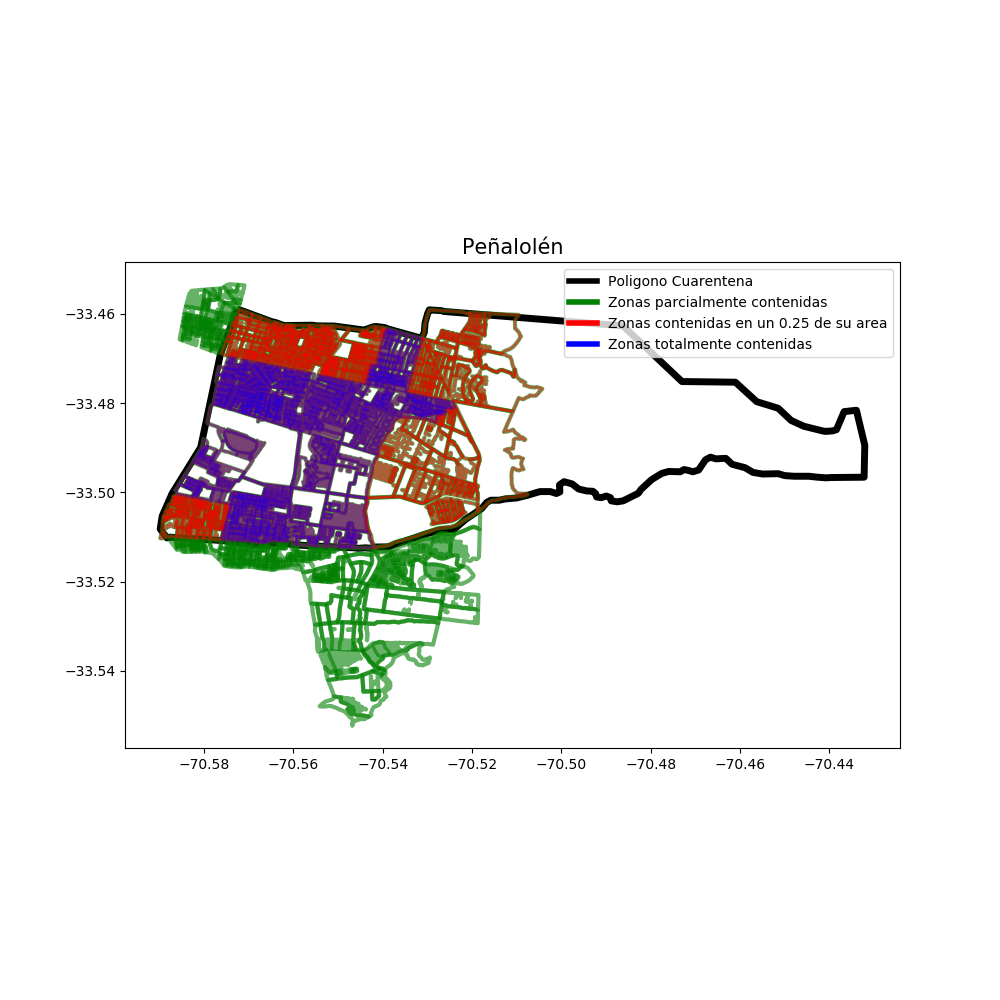 Peñalolén
Poligono Cuarentena
Zonas parcialmente contenidas
Zonas contenidas en un 0.25 de su area
Zonas totalmente contenidas
−33.46
−33.48
−33.50
−33.52
−33.54
−70.58 −70.56 −70.54 −70.52 −70.50 −70.48 −70.46 −70.44